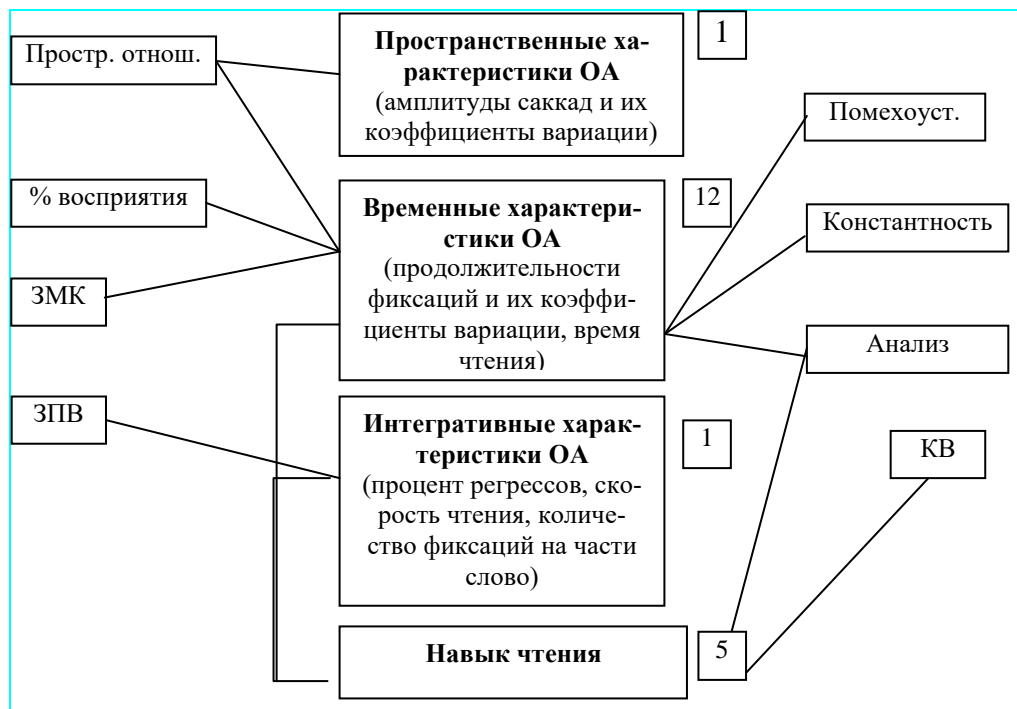 Простр. отнош.
% восприятия
ЗМК
ЗПВ
Пространственные ха-
рактеристики ОА
(амплитуды саккад и их
коэффициенты вариации)
1
Временные характери-
стики ОА
(продолжительности
фиксаций и их коэффи-
циенты вариации, время
чтения)
12
Интегративные харак-
теристики ОА
(процент регрессов, ско-
рость чтения, количе-
ство фиксаций на части
слово)
1
Навык чтения
5
Помехоуст.
Константность
Анализ
КВ